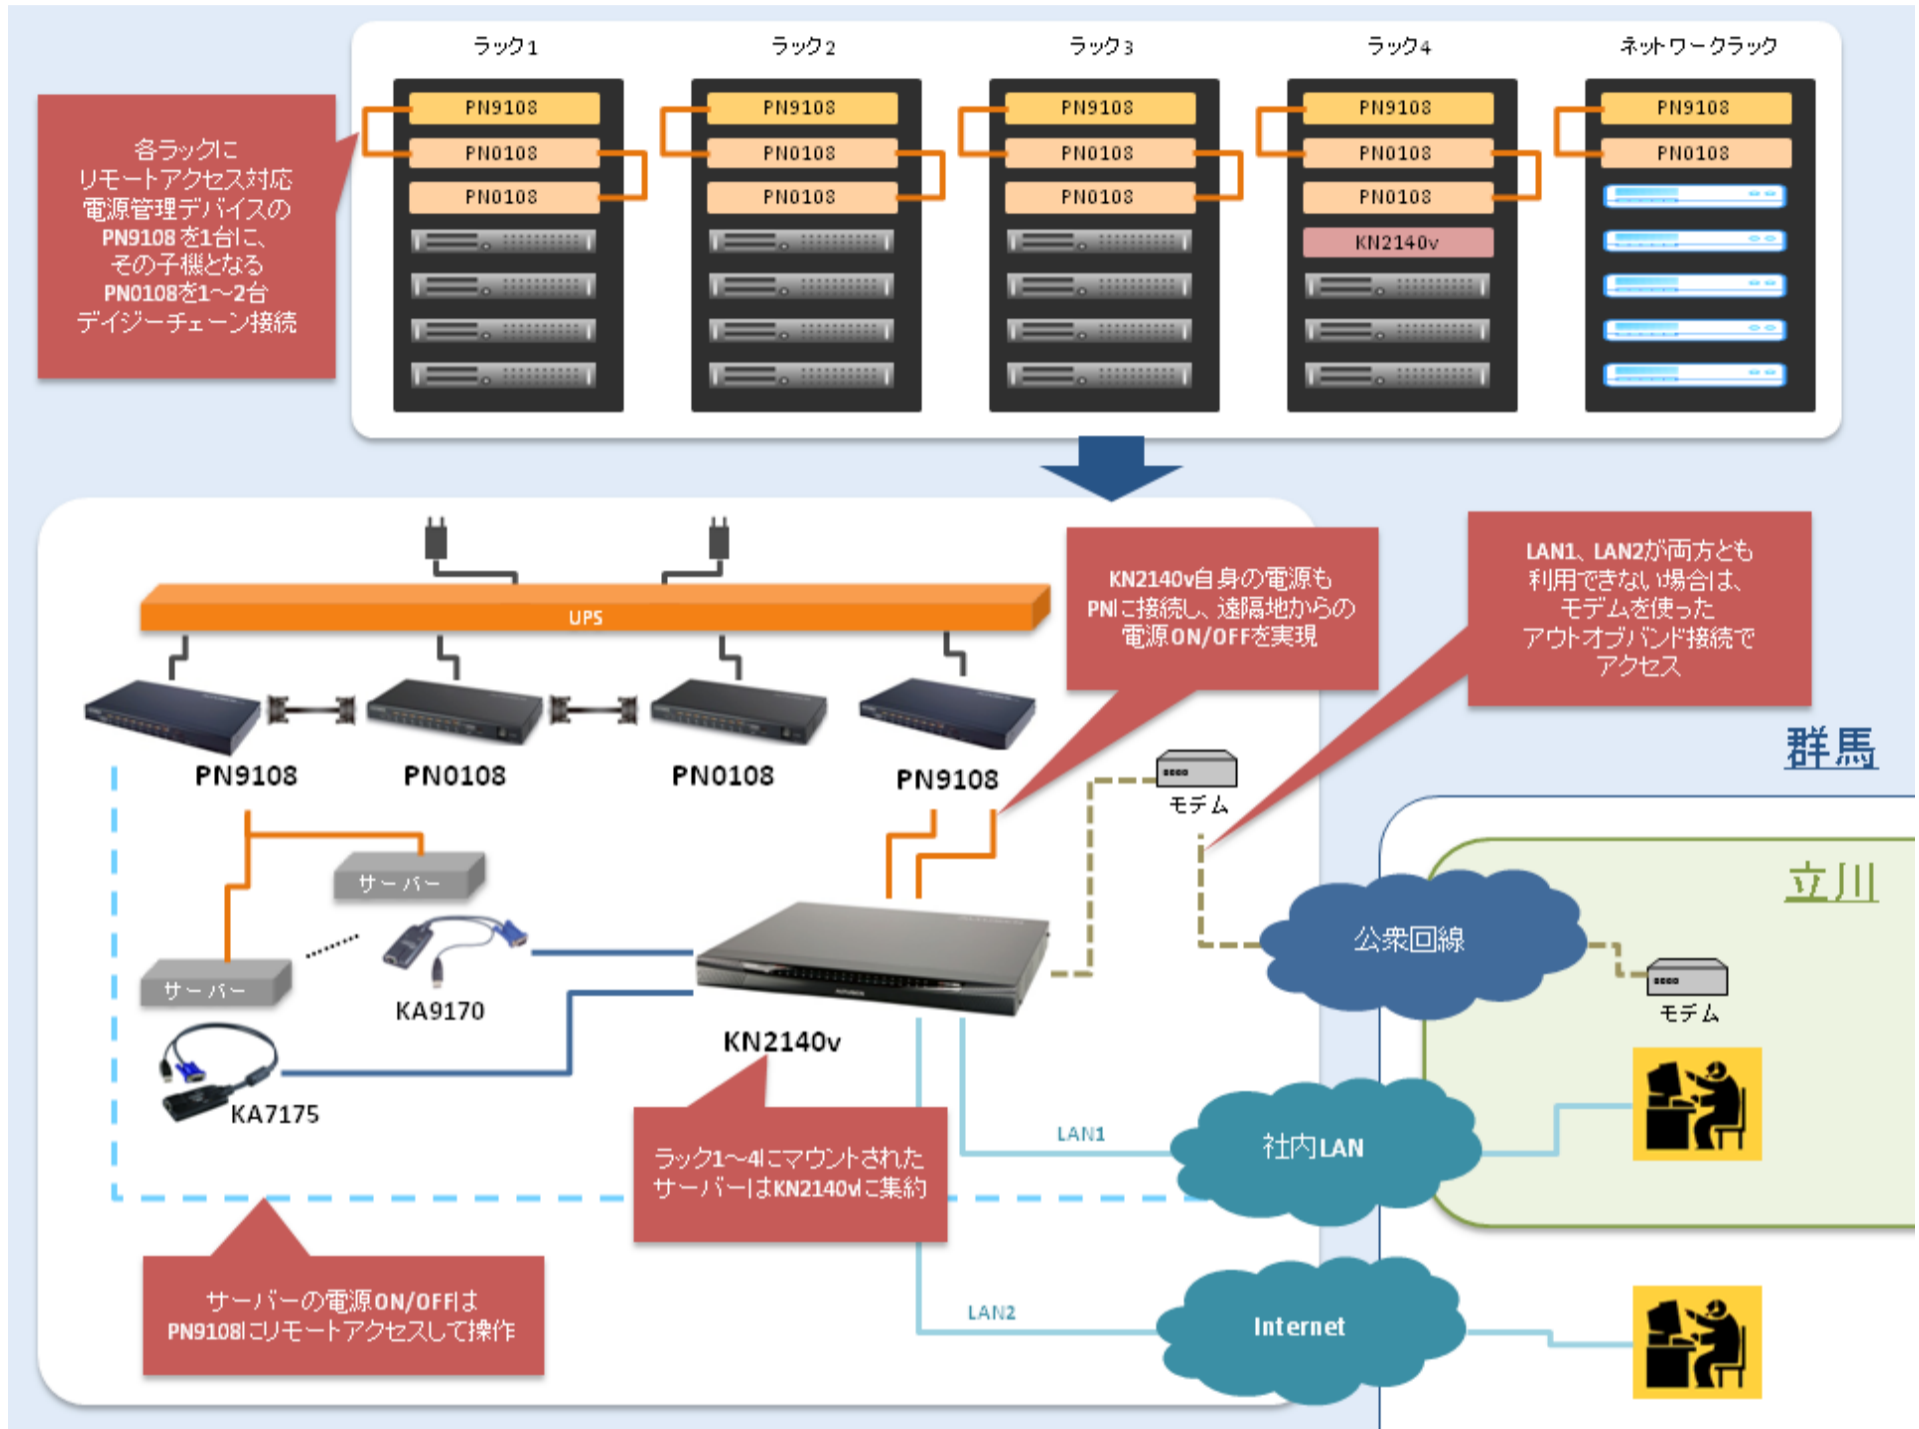 ラック1
ラック2
ラック3
ラック4
ネットワークラック
PN9108
PN0108
PN0108
PN9108
PN0108
PN0108
PN9108
PN0108
PN0108
PN9108
PN0108
PN0108
KN2140v
PN9108
PN0108
各ラックに
リモートアクセス対応
電源管理デバイスの
PN9108を1台に、
その子機となる
PN0108を1～2台
デイジーチェーン接続
UPS
KN2140v自身の電源も
PNに接続し、遠隔地からの
電源ON/OFFを実現
LAN1、LAN2が両方とも
利用できない場合は、
モデムを使った
アウトオブバンド接続で
アクセス
PN9108
PN0108
PN0108
PN9108
モデム
群馬
立川
サーバー
サーバー
KA9170
KA7175
KN2140v
公衆回線
モデム
ラック1～4にマウントされた
サーバーはKN2140vに集約
LAN1
社内LAN
サーバーの電源ON/OFFは
PN9108にリモートアクセスして操作
LAN2
Internet